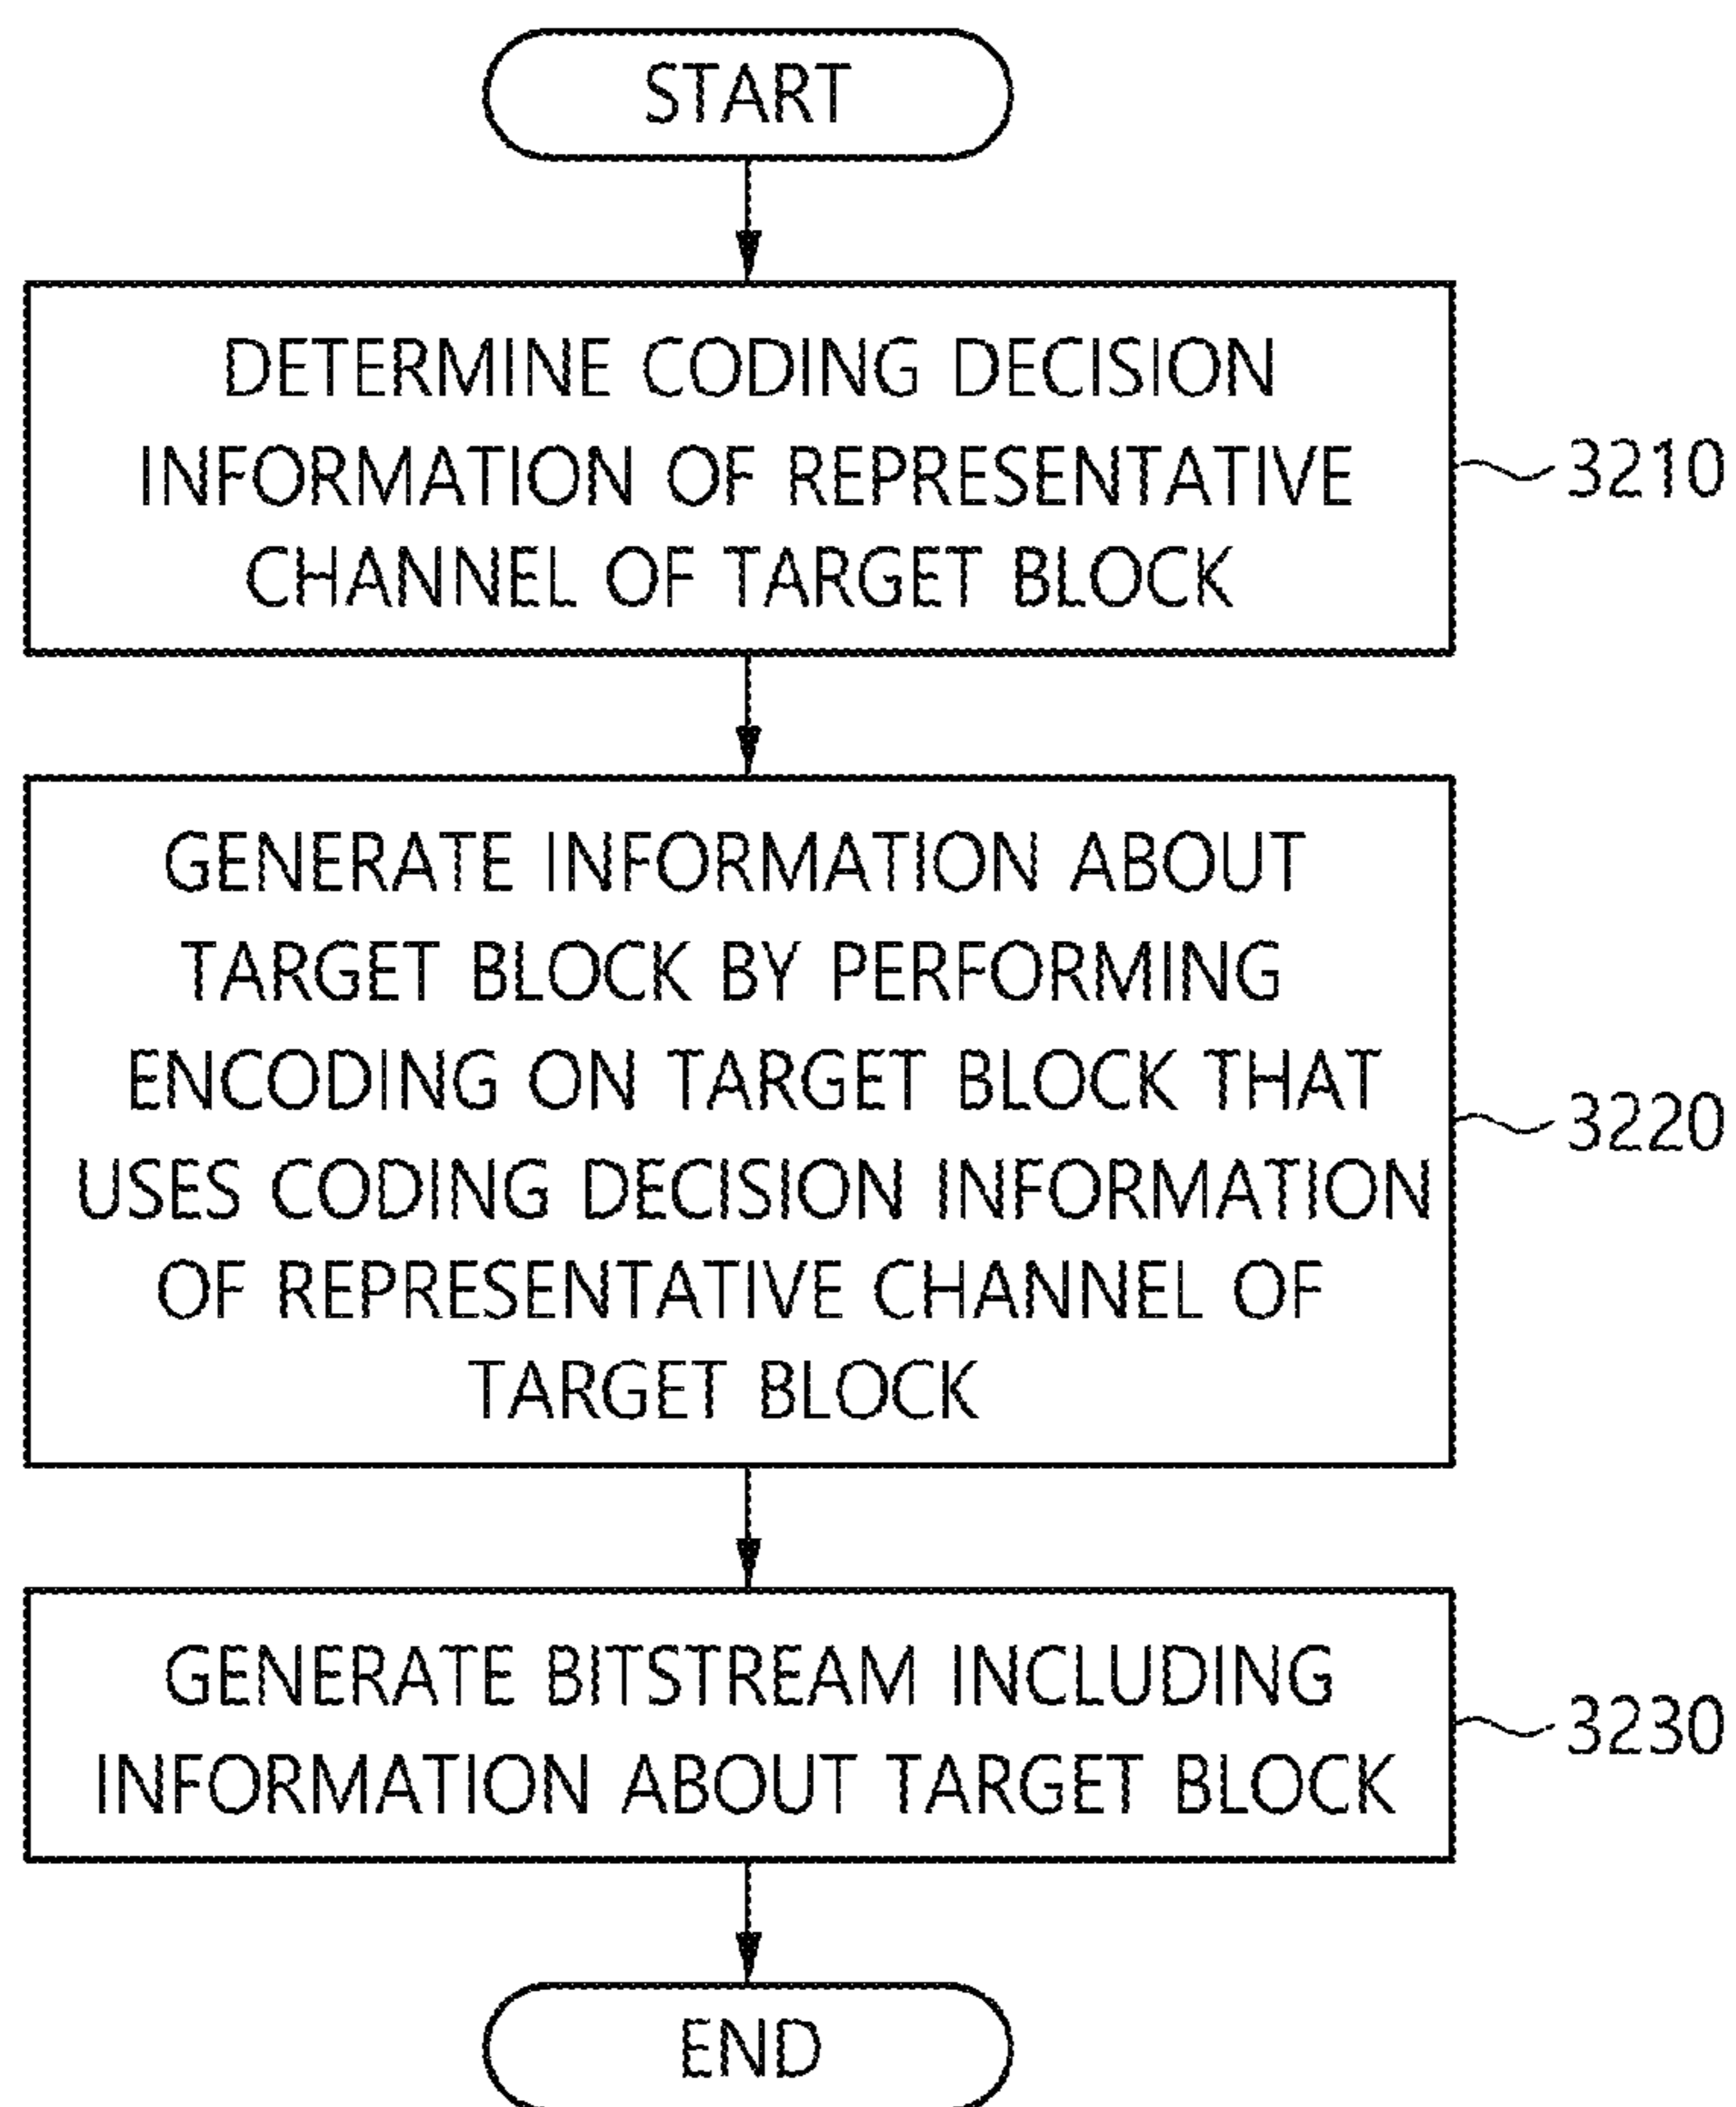 START
DETERMINE CODING DECISION
INFORMATION OF REPRESENTATIVE
CHANNEL OF TARGET BLOCK
3210
GENERATE INFORMATION ABOUT
TARGET BLOCK BY PERFORMING
ENCODING ON TARGET BLOCK THAT
USES CODING DECISION INFORMATION
OF REPRESENTATIVE CHANNEL OF
TARGET BLOCK
3220
GENERATE BITSTREAM INCLUDING
INFORMATION ABOUT TARGET BLOCK
3230
END